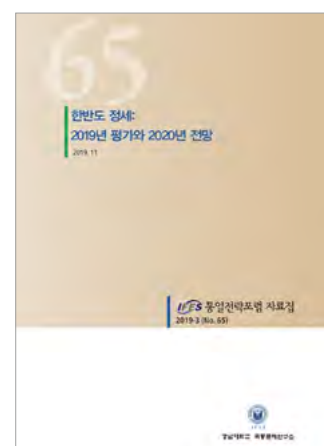 65
한반도 정세:
2019년 평가와 2020년 전망
2019. 11
IFES 통일전략포럼 자료집
2019-3 (No. 65)
IFES
경남대학교 극동문제연구소